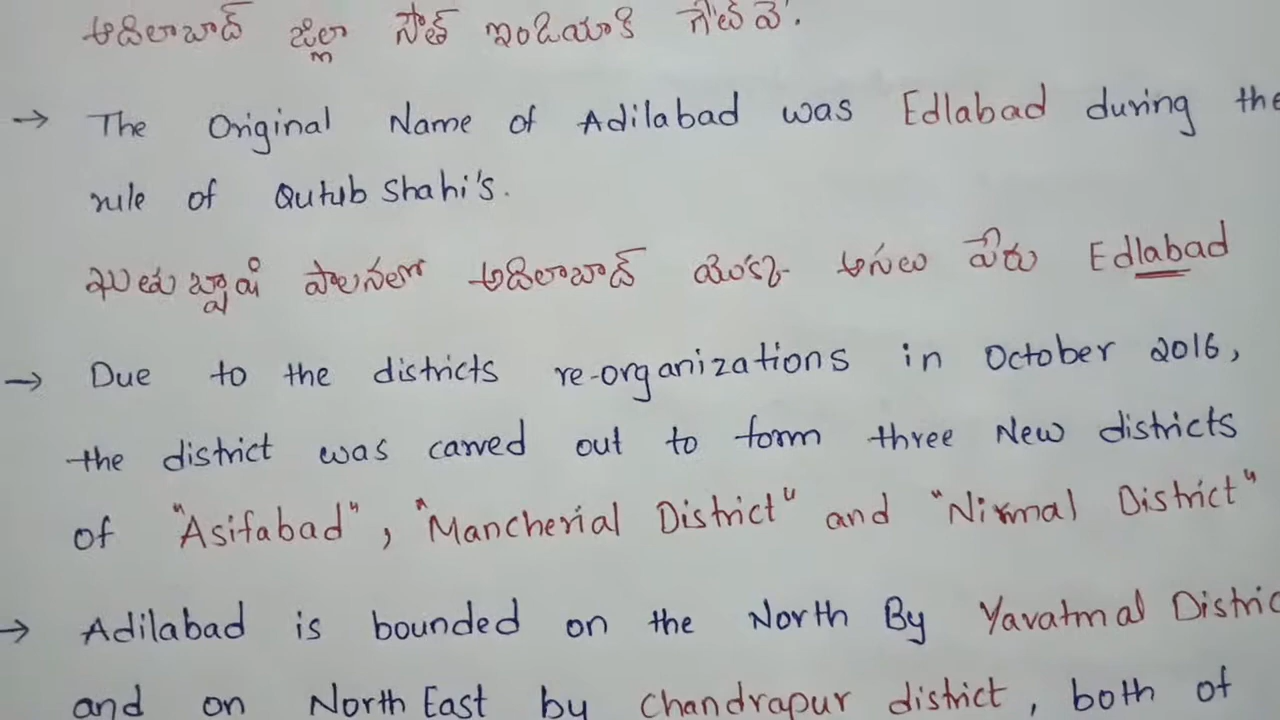 ఆదిలాబాద్ జిల్లా సౌత్ ఇండియాకి గేట్ వే.
→ The Original Name of Adilabad was Edlabad during the
rule of Qutub Shahi's.
ఖుతుబ్షాహి పాలనలో ఆదిలాబాద్ యొక్క అసలు పేరు Edlabad
→ Due to the districts re-organizations in October 2016,
the district was carved out to form three New districts
of "Asifabad", "Mancherial District" and "Nirmal District"
→ Adilabad is bounded on the North By Yavatmal Distric
and on North East by Chandrapur district, both of